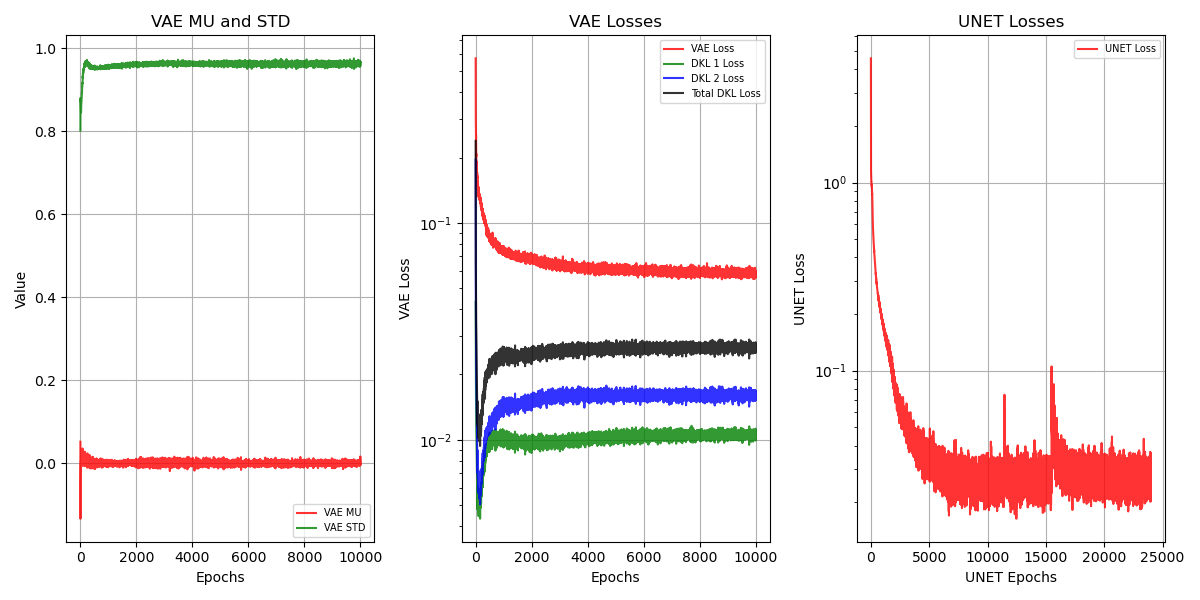 VAE MU and STD
Value
1.0
0.8
0.6
0.4
0.2
0.0
VAE MU
VAE STD
0 2000 4000 6000 8000 10000
Epochs
VAE Losses
VAE Loss
10⁻¹
10⁻²
VAE Loss
DKL 1 Loss
DKL 2 Loss
Total DKL Loss
0 2000 4000 6000 8000 10000
Epochs
UNET Losses
UNET Loss
10⁰
10⁻¹
UNET Loss
0 5000 10000 15000 20000 25000
UNET Epochs